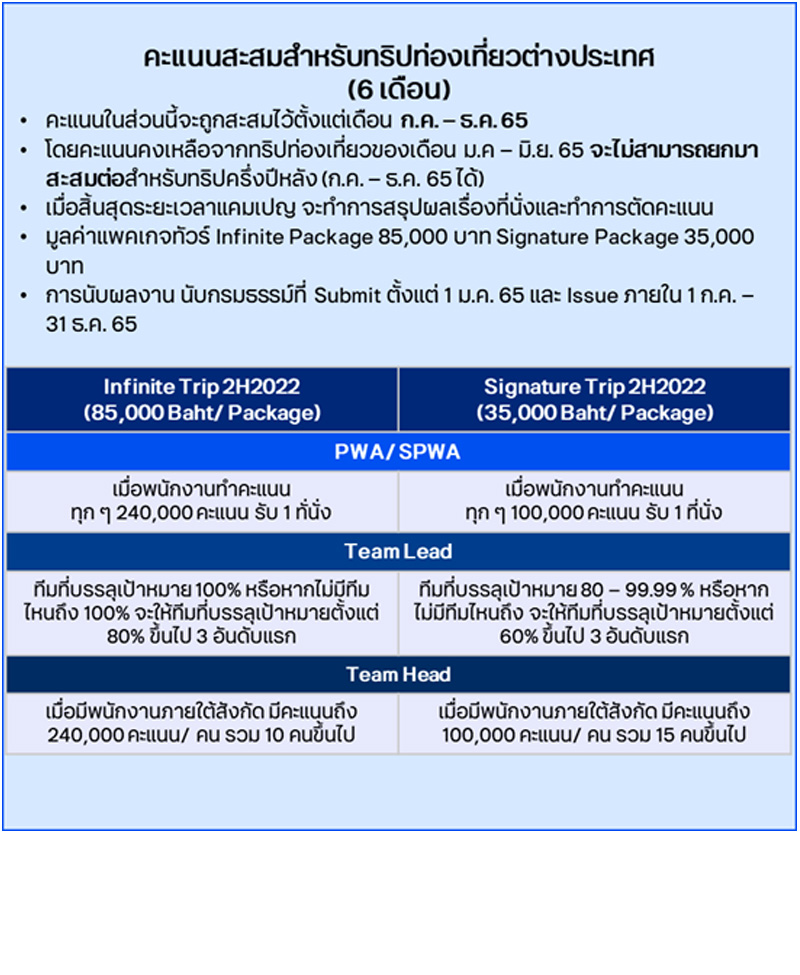 คะแนนสะสมสำหรับทริปท่องเที่ยวต่างประเทศ
(6 เดือน)
• คะแนนในส่วนนี้จะถูกสะสมไว้ตั้งแต่เดือน ก.ค. – ธ.ค. 65
• โดยคะแนนคงเหลือจากทริปท่องเที่ยวของเดือน ม.ค – มิ.ย. 65 จะไม่สามารถยกมา
สะสมต่อสำหรับทริปครึ่งปีหลัง (ก.ค. – ธ.ค. 65 ได้)
• เมื่อสิ้นสุดระยะเวลาแคมเปญ จะทำการสรุปผลเรื่องที่นั่งและทำการตัดคะแนน
• มูลค่าแพคเกจทัวร์ Infinite Package 85,000 บาท Signature Package 35,000
บาท
• การนับผลงาน นับกรมธรรม์ที่ Submit ตั้งแต่ 1 ม.ค. 65 และ Issue ภายใน 1 ก.ค. –
31 ธ.ค. 65
Infinite Trip 2H2022
(85,000 Baht/ Package)
Signature Trip 2H2022
(35,000 Baht/ Package)
PWA/ SPWA
เมื่อพนักงานทำคะแนน
ทุก ๆ 240,000 คะแนน รับ 1 ที่นั่ง
เมื่อพนักงานทำคะแนน
ทุก ๆ 100,000 คะแนน รับ 1 ที่นั่ง
Team Lead
ทีมที่บรรลุเป้าหมาย 100% หรือหากไม่มีทีม
ไหนถึง 100% จะให้ทีมที่บรรลุเป้าหมายตั้งแต่
80% ขึ้นไป 3 อันดับแรก
ทีมที่บรรลุเป้าหมาย 80 – 99.99 % หรือหาก
ไม่มีทีมไหนถึง จะให้ทีมที่บรรลุเป้าหมายตั้งแต่
60% ขึ้นไป 3 อันดับแรก
Team Head
เมื่อมีพนักงานภายใต้สังกัด มีคะแนนถึง
240,000 คะแนน/ คน รวม 10 คนขึ้นไป
เมื่อมีพนักงานภายใต้สังกัด มีคะแนนถึง
100,000 คะแนน/ คน รวม 15 คนขึ้นไป